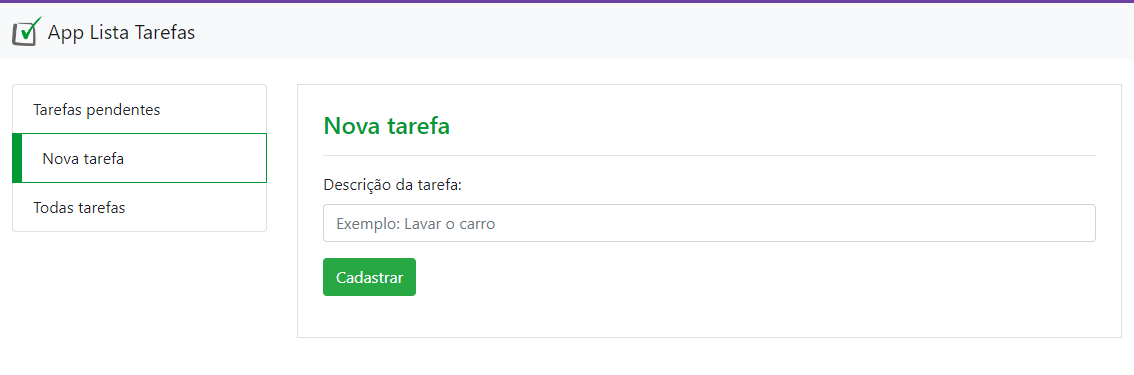 App Lista Tarefas
Tarefas pendentes
Nova tarefa
Todas tarefas
Nova tarefa
Descrição da tarefa:
Exemplo: Lavar o carro
Cadastrar